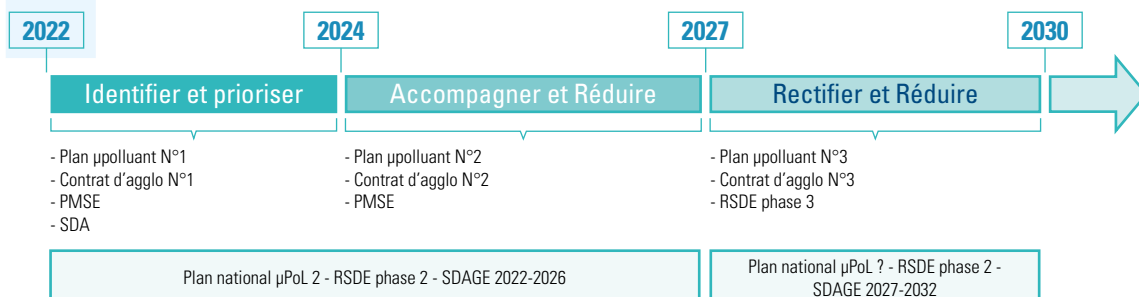 2022 2024 2027 2030
Identifier et prioriser Accompagner et Réduire Rectifier et Réduire
- Plan µpolluant N°1
- Contrat d'agglo N°1
- PMSE
- SDA
- Plan µpolluant N°2
- Contrat d'agglo N°2
- PMSE
- Plan µpolluant N°3
- Contrat d'agglo N°3
- RSDE phase 3
Plan national µPoL 2 - RSDE phase 2 - SDAGE 2022-2026
Plan national µPoL ? - RSDE phase 2 -
SDAGE 2027-2032